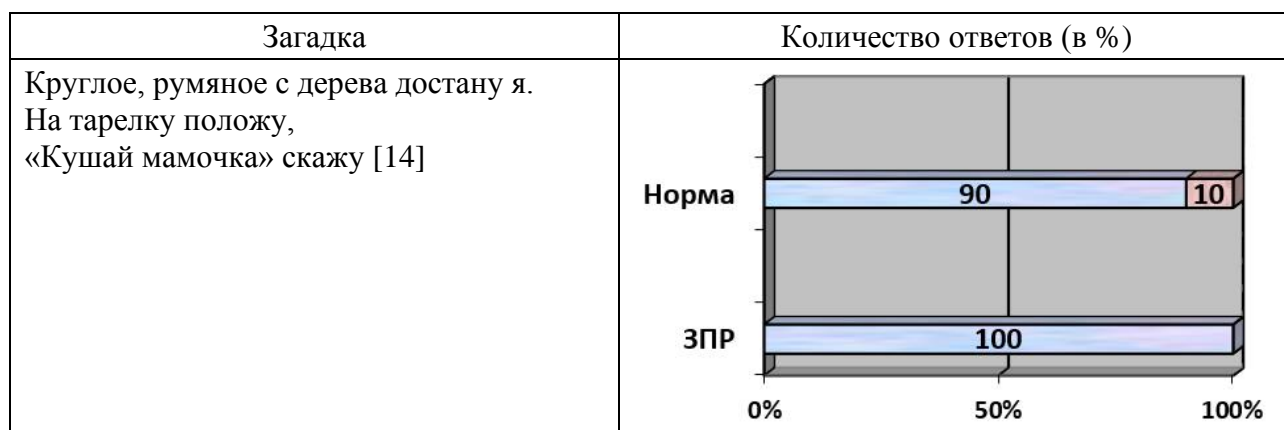 Загадка
Количество ответов (в %)
Круглое, румяное с дерева достану я.
На тарелку положу,
«Кушай мамочка» скажу [14]
Норма
90
10
ЗПР
100
0%
50%
100%